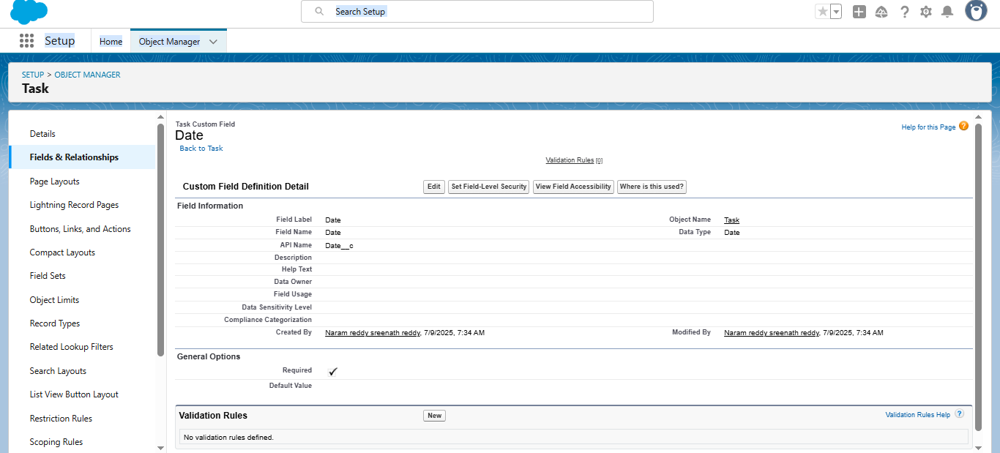 Search Setup
Setup Home Object Manager
SETUP > OBJECT MANAGER
Task
Details
Fields & Relationships
Page Layouts
Lightning Record Pages
Buttons, Links, and Actions
Compact Layouts
Field Sets
Object Limits
Record Types
Related Lookup Filters
Search Layouts
List View Button Layout
Restriction Rules
Scoping Rules
Task Custom Field
Date
Back to Task
Help for this Page ?
Validation Rules [0]
Custom Field Definition Detail Edit Set Field-Level Security View Field Accessibility Where is this used?
Field Information
Field Label Date Object Name Task
Field Name Date Data Type Date
API Name Date__c
Description
Help Text
Data Owner
Field Usage
Data Sensitivity Level
Compliance Categorization
Created By Naram reddy sreenath reddy, 7/9/2025, 7:34 AM Modified By Naram reddy sreenath reddy, 7/9/2025, 7:34 AM
General Options
Required ✓
Default Value
Validation Rules New Validation Rules Help ?
No validation rules defined.